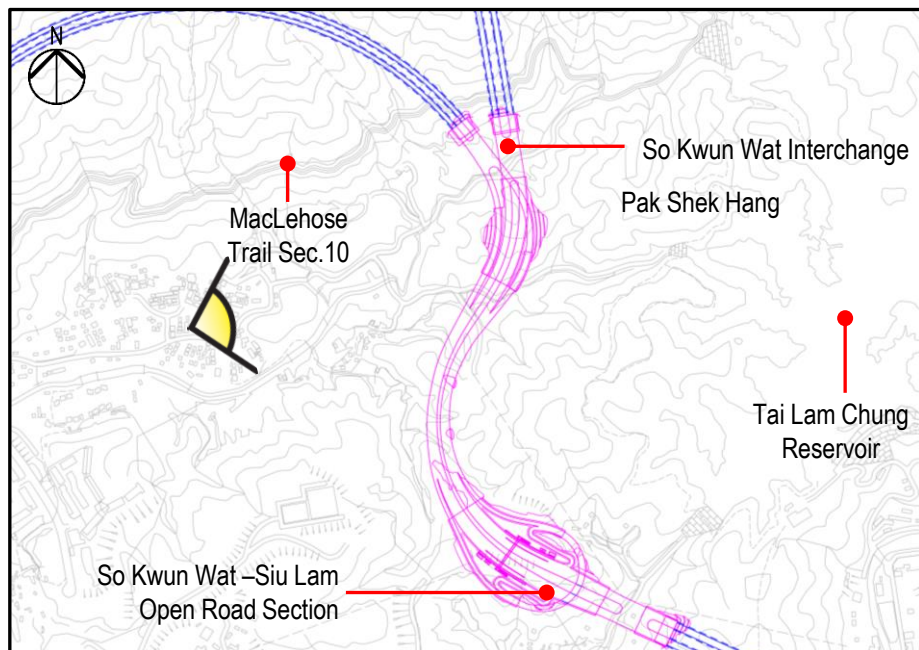 N
So Kwun Wat Interchange
Pak Shek Hang
MacLehose
Trail Sec.10
Tai Lam Chung
Reservoir
So Kwun Wat –Siu Lam
Open Road Section